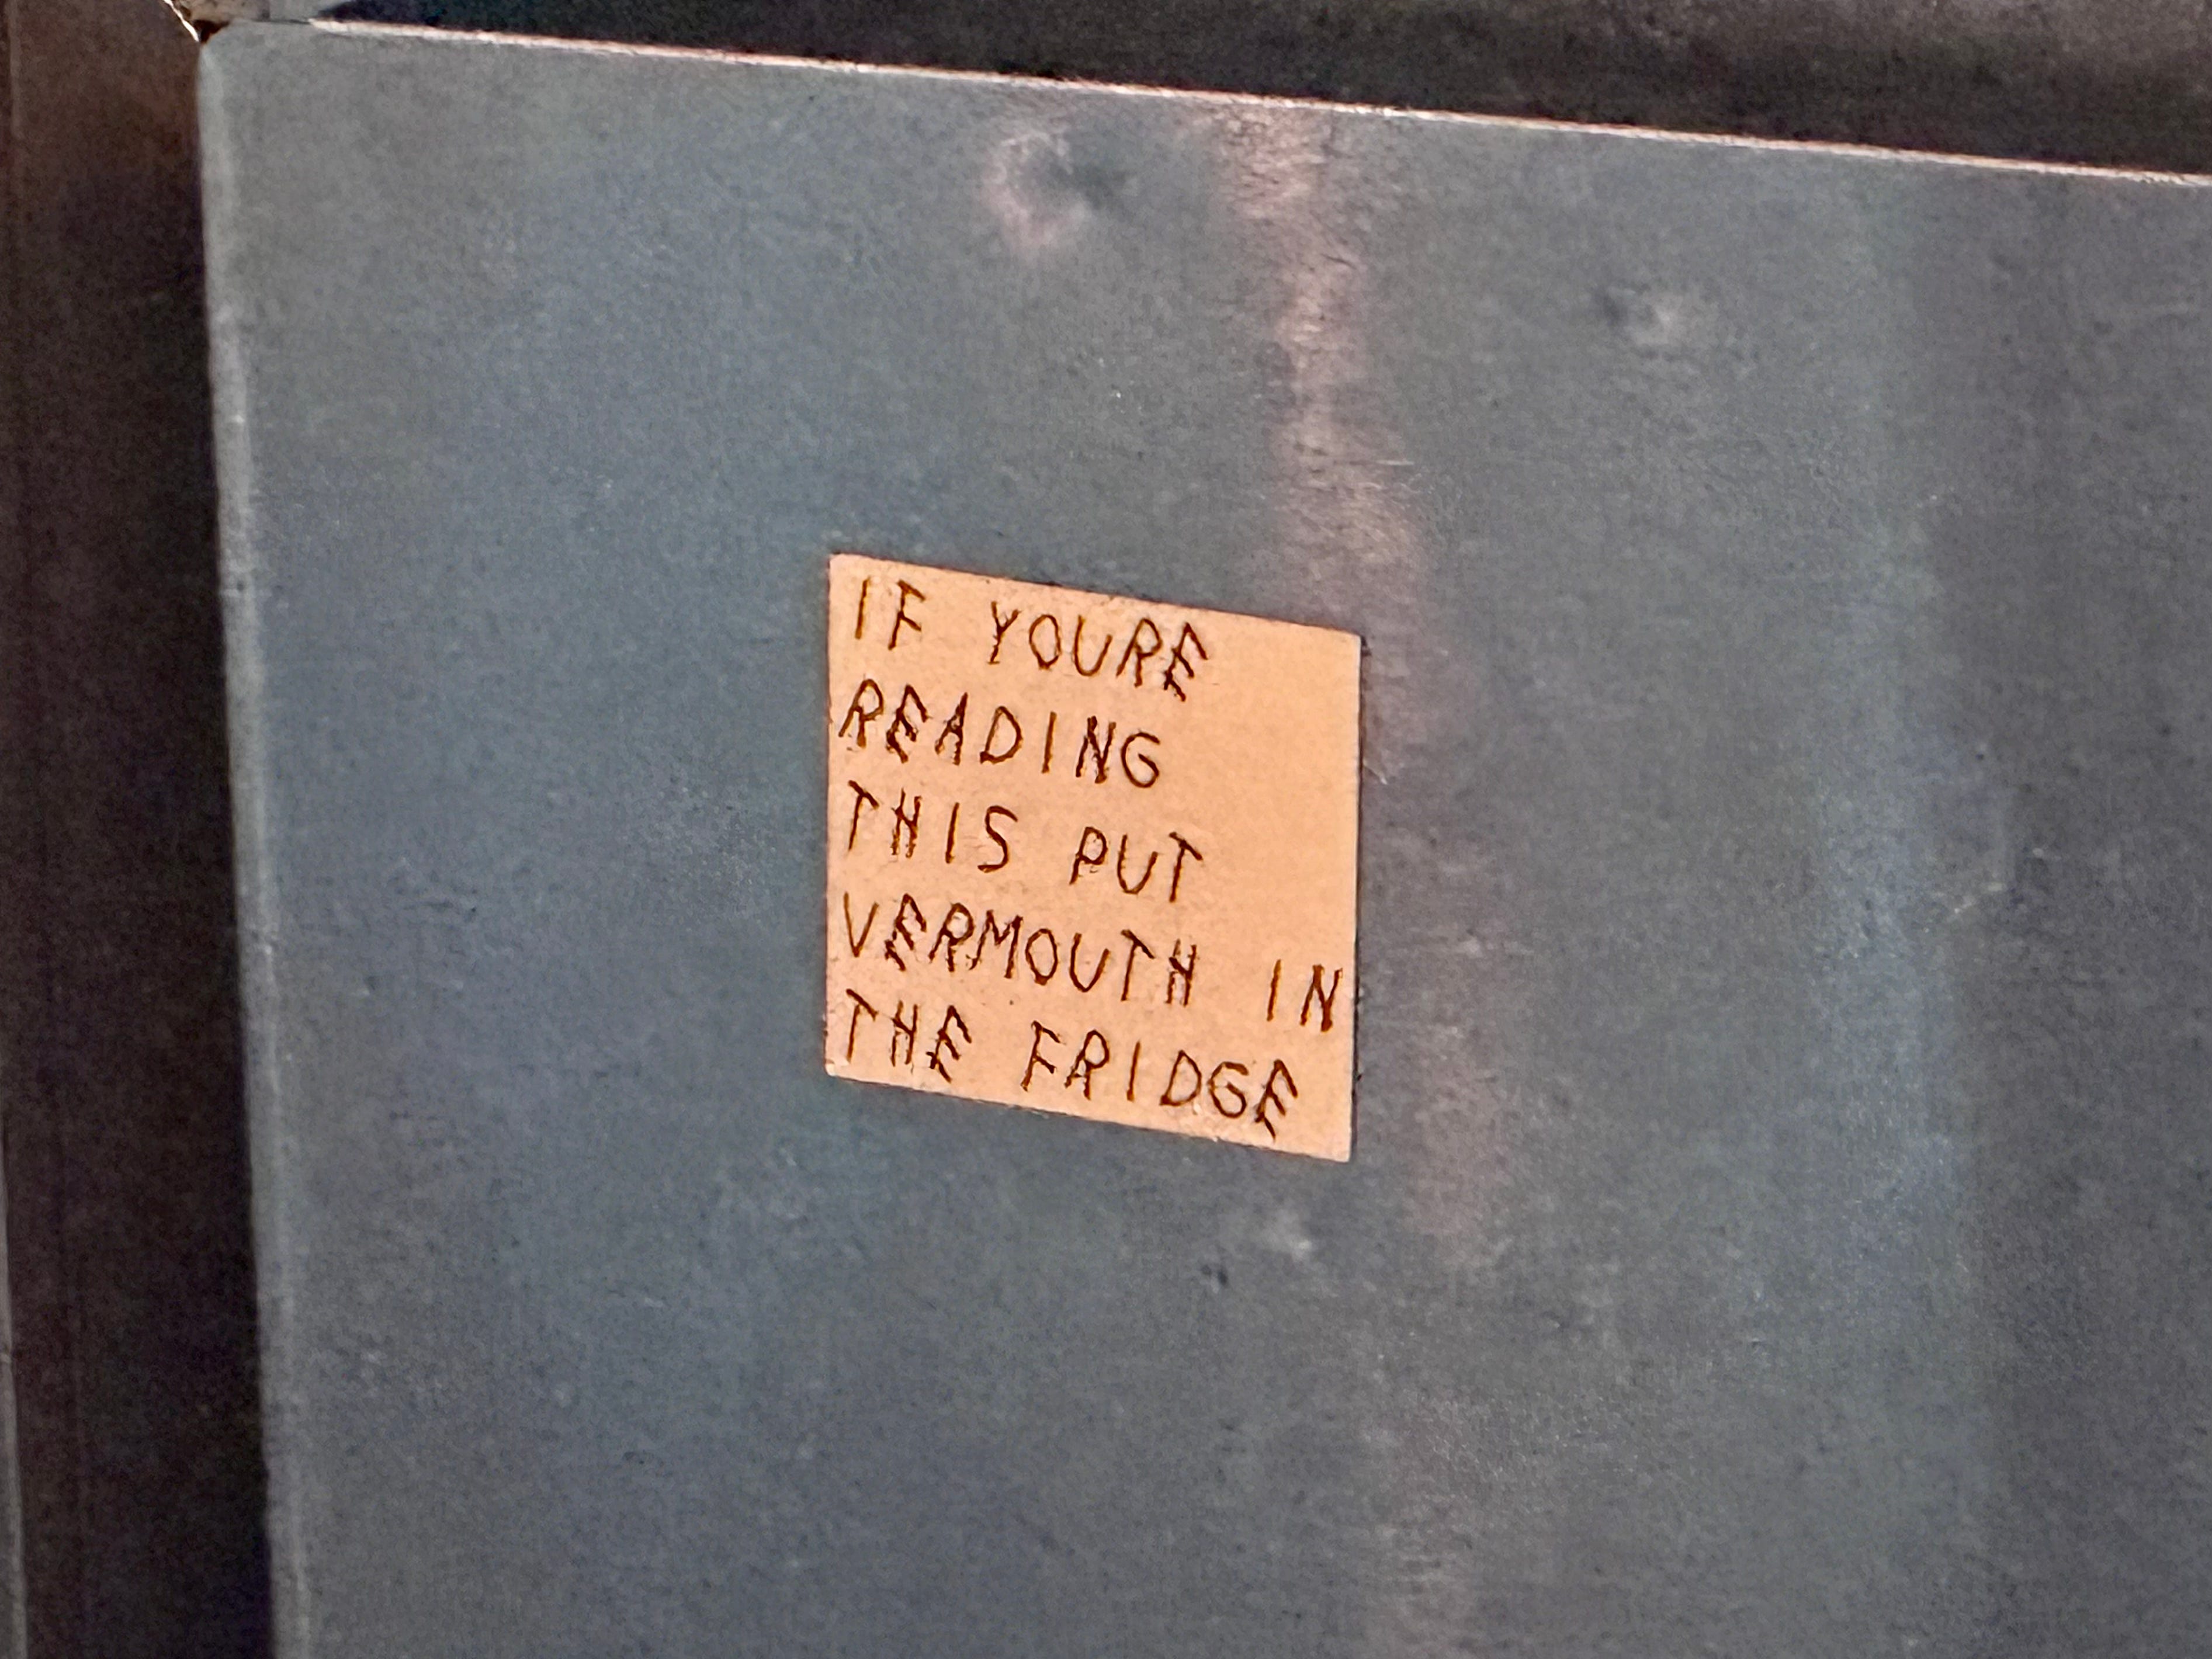 IF YOURE
READING
THIS PUT
VERMOUTH IN
THE FRIDGE